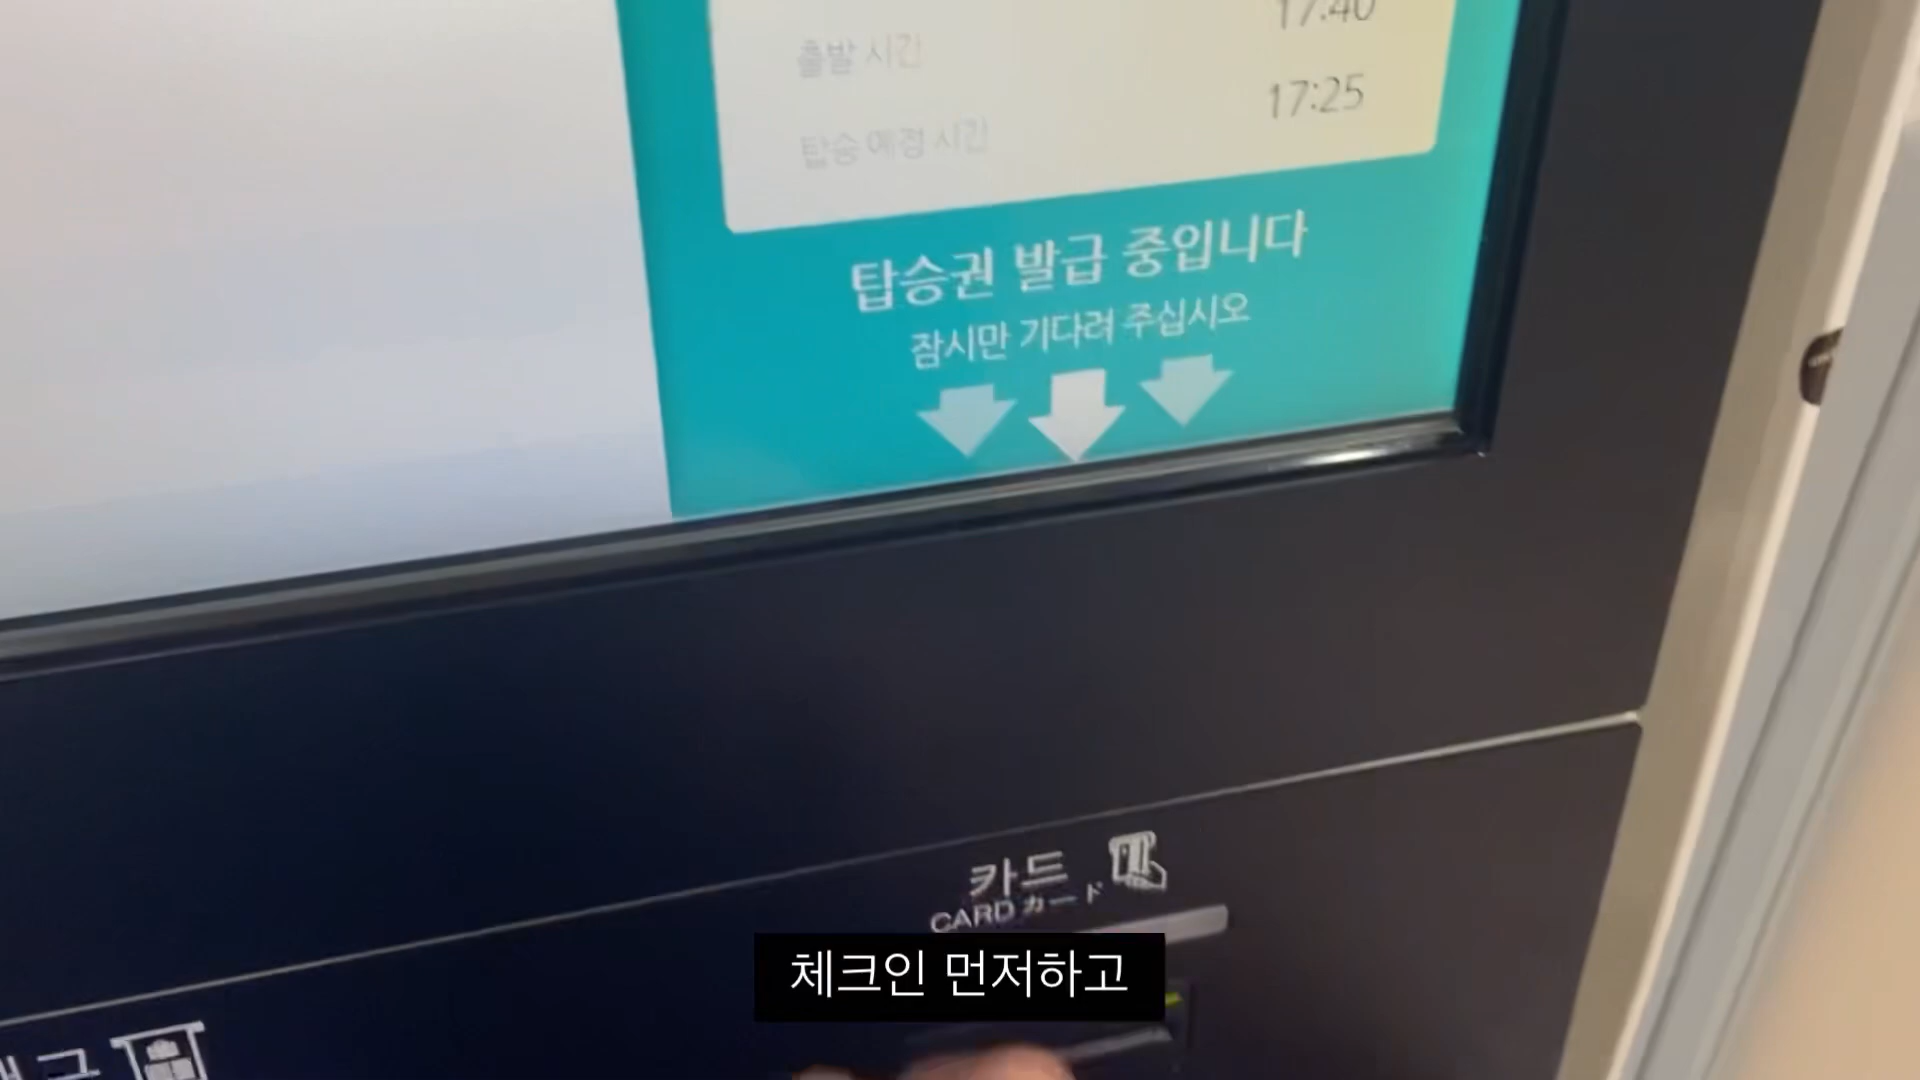 17:40
출발 시간
17:25
탑승 예정 시간
탑승권 발급 중입니다
잠시만 기다려 주십시오
카드
CARD カード
체크인 먼저하고